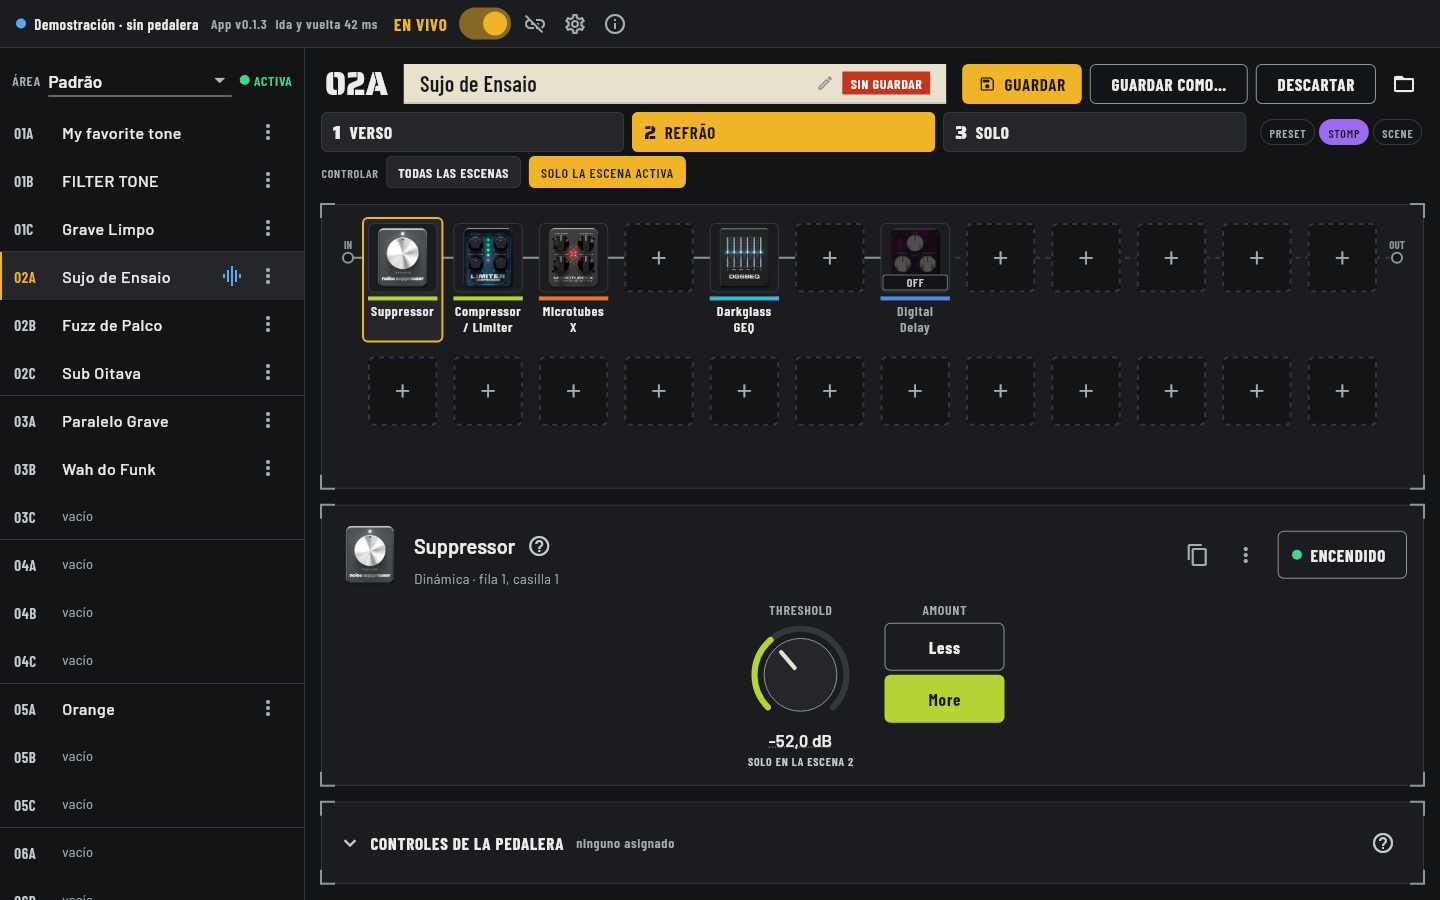 Demostración · sin pedalera App v0.1.3 Ida y vuelta 42 ms EN VIVO
ÁREA Padrão ACTIVA
01A My favorite tone
01B FILTER TONE
01C Grave Limpo
02A Sujo de Ensaio
02B Fuzz de Palco
02C Sub Oitava
03A Paralelo Grave
03B Wah do Funk
03C vacío
04A vacío
04B vacío
04C vacío
05A Orange
05B vacío
05C vacío
06A vacío
06B vacío
02A Sujo de Ensaio SIN GUARDAR GUARDAR GUARDAR COMO... DESCARTAR
1 VERSO 2 REFRÃO 3 SOLO PRESET STOMP SCENE
CONTROLAR TODAS LAS ESCENAS SOLO LA ESCENA ACTIVA
IN OUT
OFF
Suppressor Compressor / Limiter Microtubes X Darkglass GEQ Digital Delay
Suppressor
Dinámica · fila 1, casilla 1
ENCENDIDO
THRESHOLD AMOUNT
Less
More
-52,0 dB
SOLO EN LA ESCENA 2
CONTROLES DE LA PEDALERA ninguno asignado